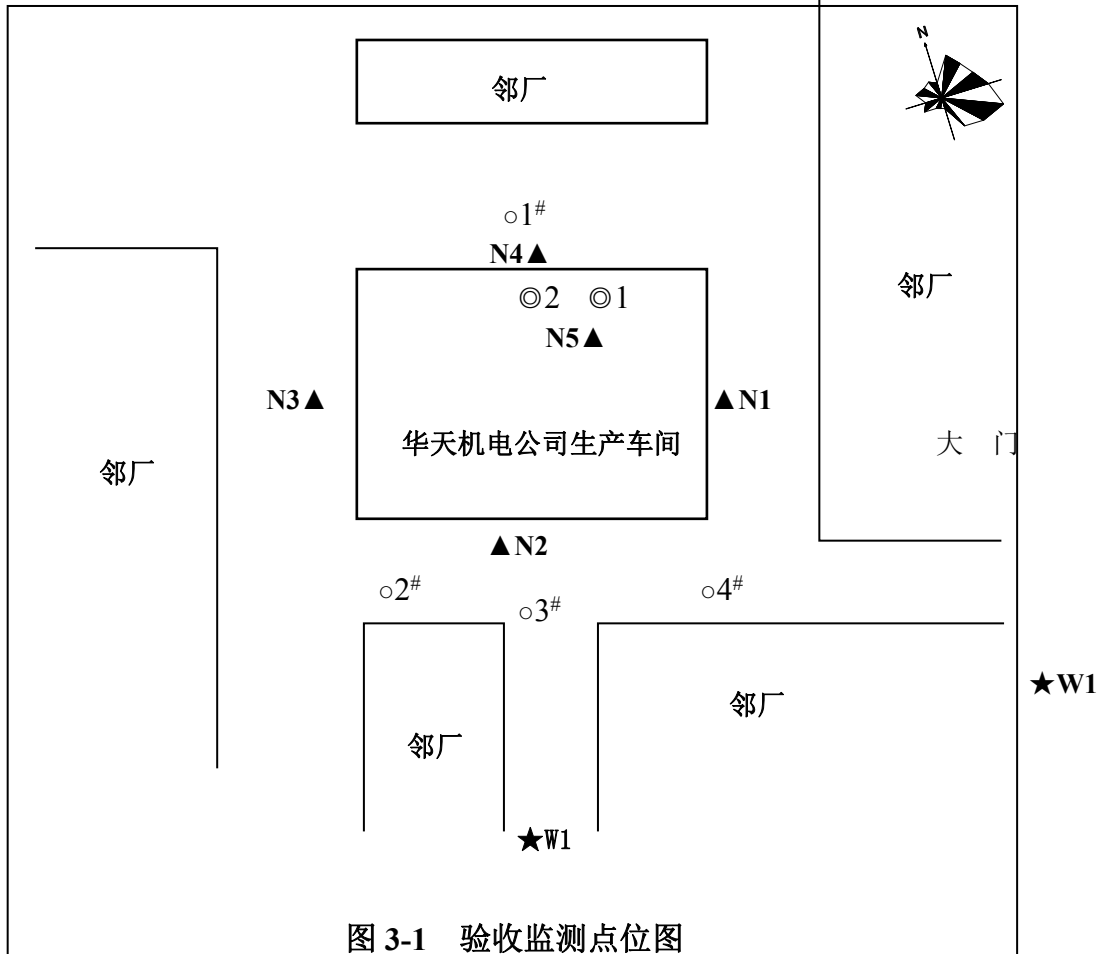 N
邻厂
○1#
N4▲
邻厂
◎2 ◎1
N5▲
N3▲
▲N1
华天机电公司生产车间
大 门
邻厂
▲N2
○2#
○3#
○4#
★W1
邻厂
邻厂
★W1
图 3-1 验收监测点位图